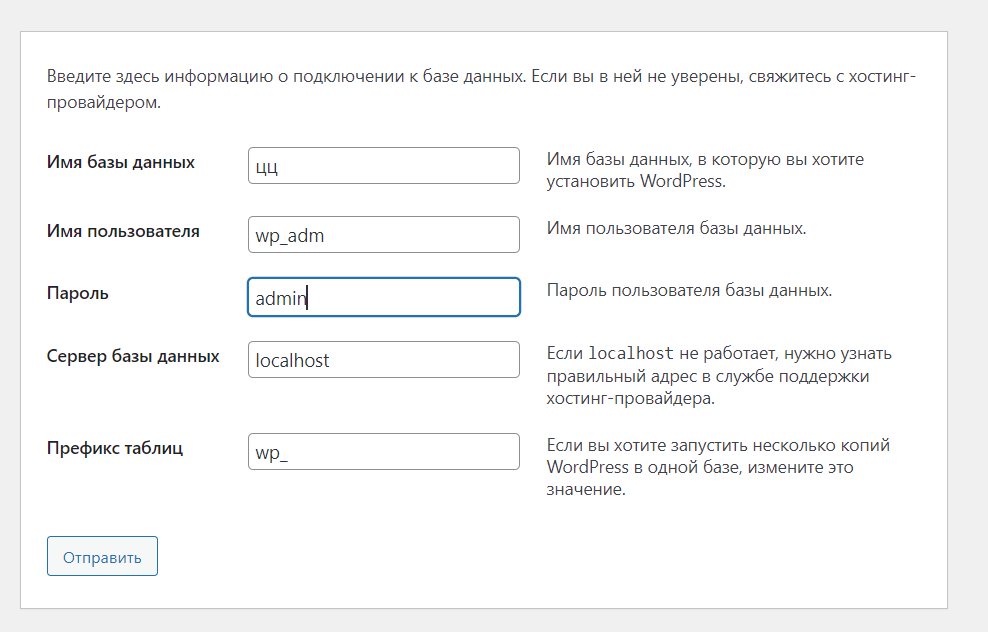 Введите здесь информацию о подключении к базе данных. Если вы в ней не уверены, свяжитесь с хостинг-
провайдером.
Имя базы данных
цц
Имя базы данных, в которую вы хотите
установить WordPress.
Имя пользователя
wp_adm
Имя пользователя базы данных.
Пароль
admin
Пароль пользователя базы данных.
Сервер базы данных
localhost
Если localhost не работает, нужно узнать
правильный адрес в службе поддержки
хостинг-провайдера.
Префикс таблиц
wp_
Если вы хотите запустить несколько копий
WordPress в одной базе, измените это
значение.
Отправить